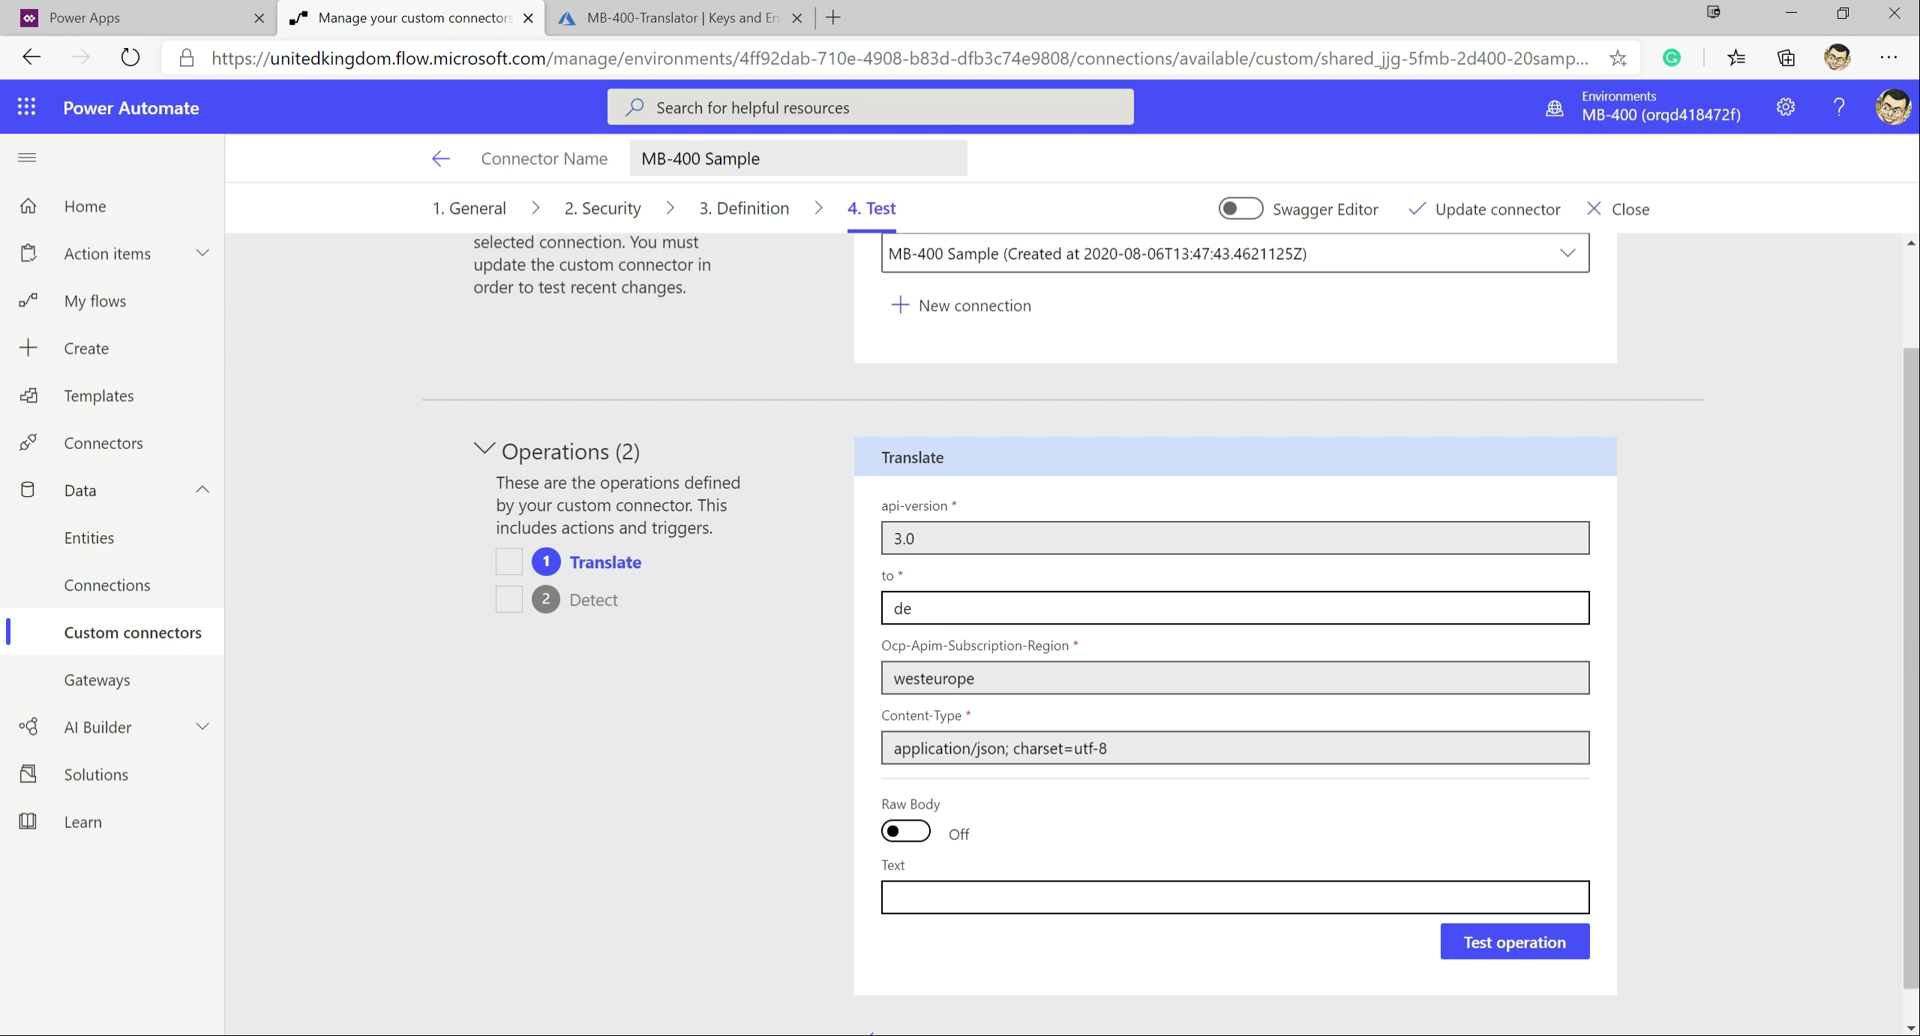 Power Apps
Manage your custom connectors
MB-400-Translator | Keys and En
https://unitedkingdom.flow.microsoft.com/manage/environments/4ff92dab-710e-4908-b83d-dfb3c74e9808/connections/available/custom/shared_jjg-5fmb-2d400-20samp...
Power Automate
Search for helpful resources
Environments
MB-400 (orqd418472f)
Connector Name
MB-400 Sample
1. General
2. Security
3. Definition
4. Test
Swagger Editor
Update connector
Close
Home
Action items
My flows
Create
Templates
Connectors
Data
Entities
Connections
Custom connectors
Gateways
AI Builder
Solutions
Learn
selected connection. You must
update the custom connector in
order to test recent changes.
MB-400 Sample (Created at 2020-08-06T13:47:43.4621125Z)
New connection
Operations (2)
These are the operations defined
by your custom connector. This
includes actions and triggers.
1 Translate
2 Detect
Translate
api-version *
3.0
to *
de
Ocp-Apim-Subscription-Region *
westeurope
Content-Type *
application/json; charset=utf-8
Raw Body
Off
Text
Test operation